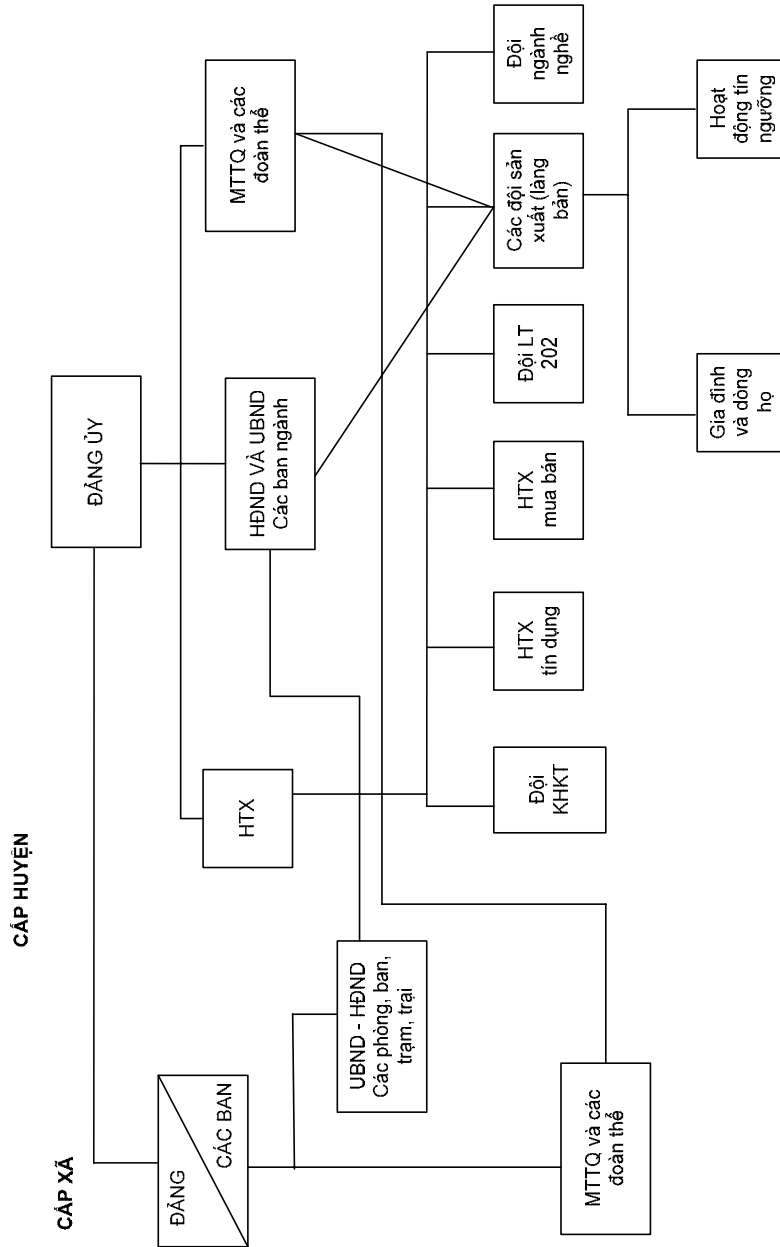 CẤP XÃ
CẤP HUYỆN
ĐẢNG
CÁC BAN
ĐẢNG ỦY
HTX
HĐND VÀ UBND
Các ban ngành
MTTQ và các
đoàn thể
UBND - HĐND
Các phòng, ban,
trạm, trại
MTTQ và các
đoàn thể
Đội
KHKT
HTX
tín dụng
HTX
mua bán
Đội LT
202
Các đội sản
xuất (làng
bản)
Đội
ngành
nghề
Gia đình
và dòng
họ
Hoạt
động tín
ngưỡng